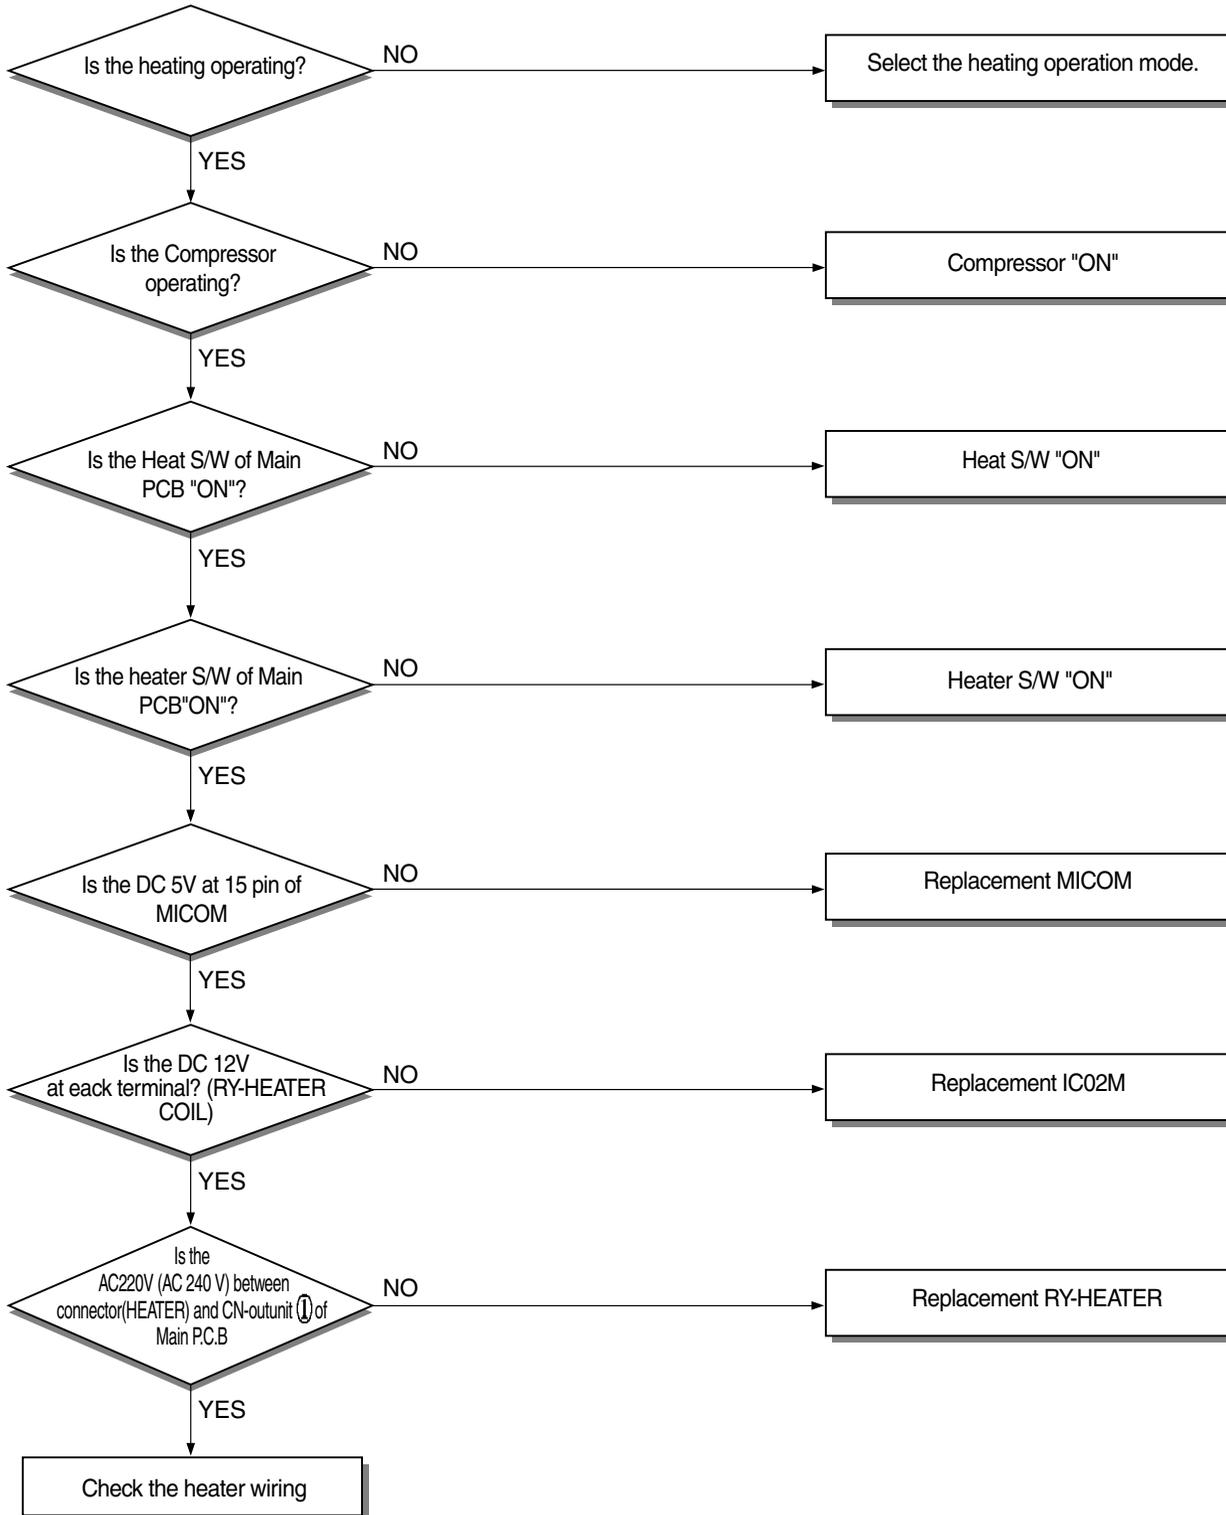 Is the heating operating?
NO
Select the heating operation mode.
YES
Is the Compressor
operating?
NO
Compressor "ON"
YES
Is the Heat S/W of Main
PCB "ON"?
NO
Heat S/W "ON"
YES
Is the heater S/W of Main
PCB"ON"?
NO
Heater S/W "ON"
YES
Is the DC 5V at 15 pin of
MICOM
NO
Replacement MICOM
YES
Is the DC 12V
at eack terminal? (RY-HEATER
COIL)
NO
Replacement IC02M
YES
Is the
AC220V (AC 240 V) between
connector(HEATER) and CN-outunit ① of
Main P.C.B
NO
Replacement RY-HEATER
YES
Check the heater wiring